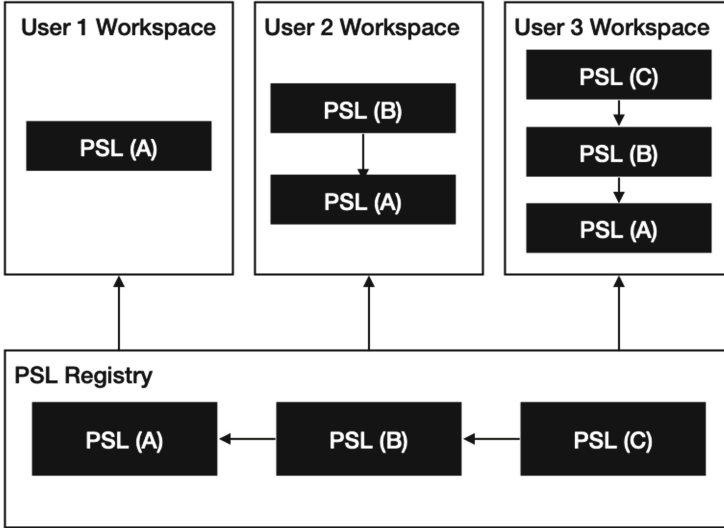 User 1 Workspace
PSL (A)
User 2 Workspace
PSL (B)
PSL (A)
User 3 Workspace
PSL (C)
PSL (B)
PSL (A)
PSL Registry
PSL (A)
PSL (B)
PSL (C)